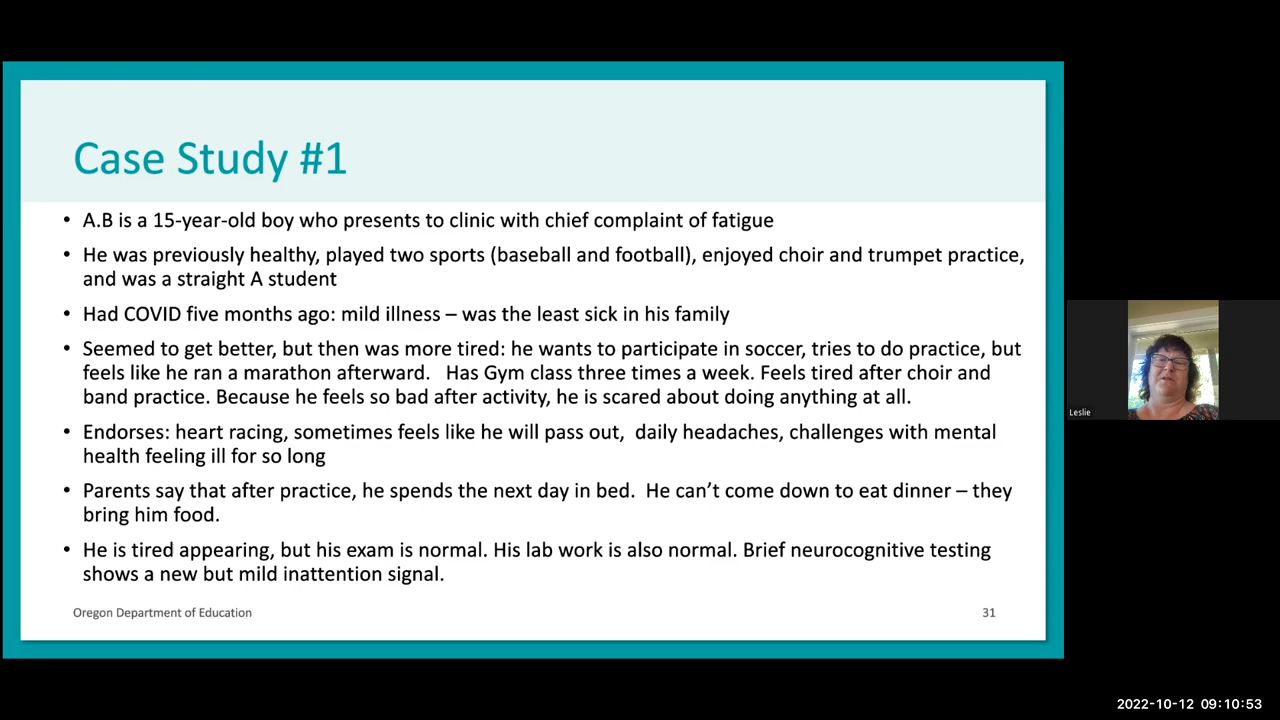 Case Study #1
• A.B is a 15-year-old boy who presents to clinic with chief complaint of fatigue
• He was previously healthy, played two sports (baseball and football), enjoyed choir and trumpet practice,
and was a straight A student
• Had COVID five months ago: mild illness – was the least sick in his family
• Seemed to get better, but then was more tired: he wants to participate in soccer, tries to do practice, but
feels like he ran a marathon afterward.   Has Gym class three times a week. Feels tired after choir and
band practice. Because he feels so bad after activity, he is scared about doing anything at all.
• Endorses: heart racing, sometimes feels like he will pass out,  daily headaches, challenges with mental
health feeling ill for so long
• Parents say that after practice, he spends the next day in bed.  He can’t come down to eat dinner – they
bring him food.
• He is tired appearing, but his exam is normal. His lab work is also normal. Brief neurocognitive testing
shows a new but mild inattention signal.
Oregon Department of Education
31
Leslie
2022-10-12 09:10:53